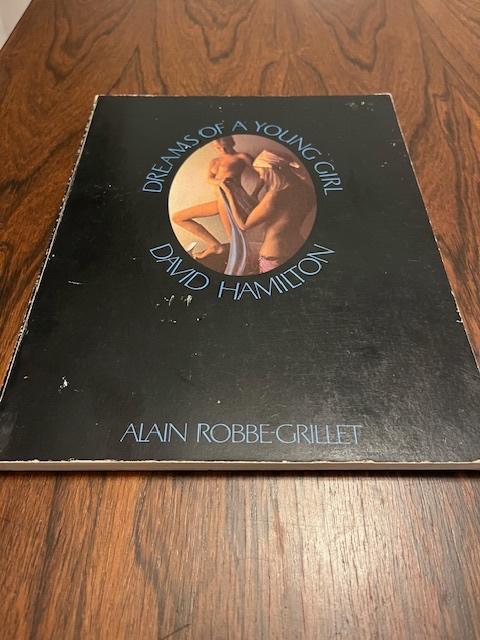 DREAMS OF A YOUNG GIRL
DAVID HAMILTON
ALAIN ROBBE-GRILLET